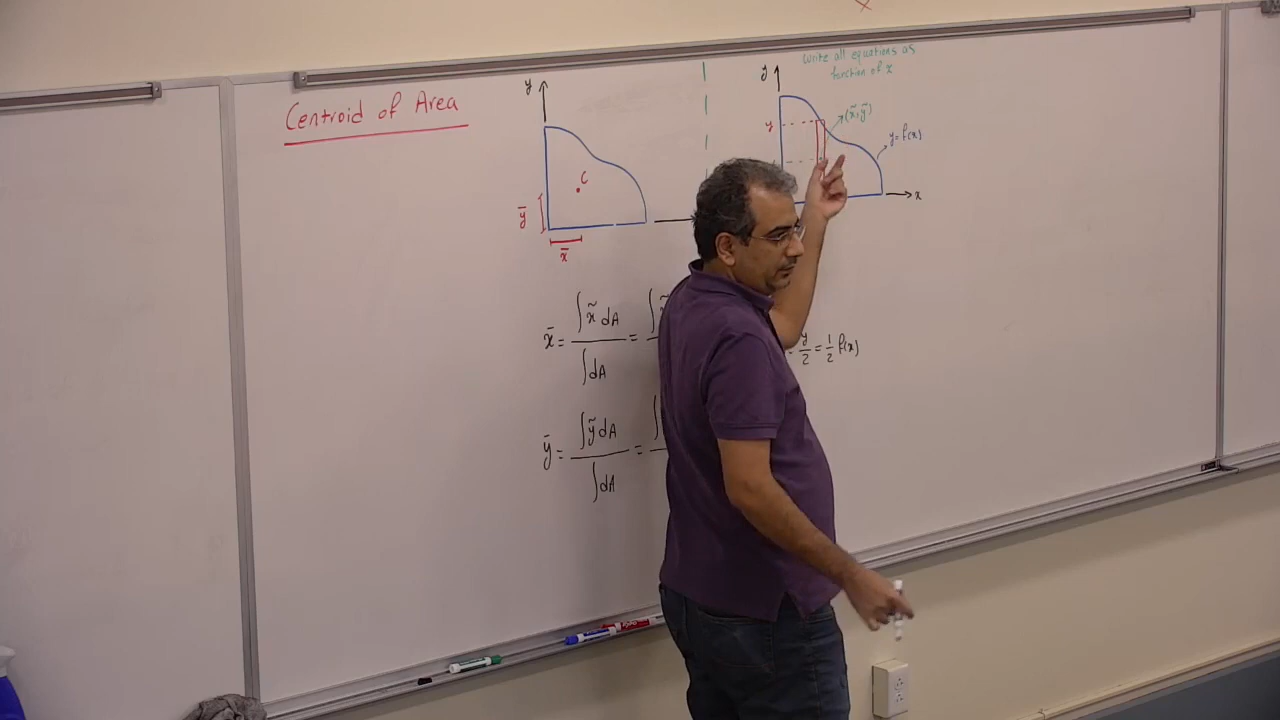 Centroid of Area
y
C
ȳ
x̄
x̄ = ∫x̃ dA / ∫dA = ∫x̃
ȳ = ∫ỹ dA / ∫dA = ∫
Write all equations as
function of x
y
y
(x̃, ỹ)
y = f(x)
x
= y/2 = 1/2 f(x)